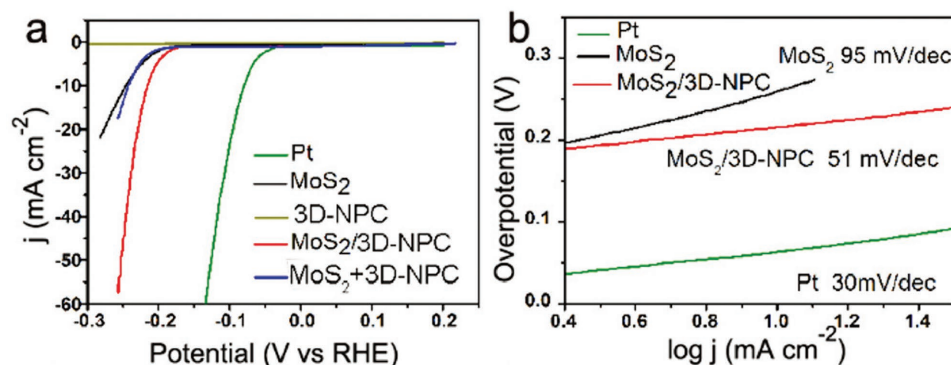 a
0
-10
-20
-30
-40
-50
-60
j (mA cm⁻²)
Pt
MoS₂
3D-NPC
MoS₂/3D-NPC
MoS₂+3D-NPC
-0.3 -0.2 -0.1 0.0 0.1 0.2
Potential (V vs RHE)
b
0.3
0.2
0.1
0.0
Overpotential (V)
Pt
MoS₂
MoS₂/3D-NPC
MoS₂ 95 mV/dec
MoS₂/3D-NPC 51 mV/dec
Pt 30mV/dec
0.4 0.6 0.8 1.0 1.2 1.4
log j (mA cm⁻²)